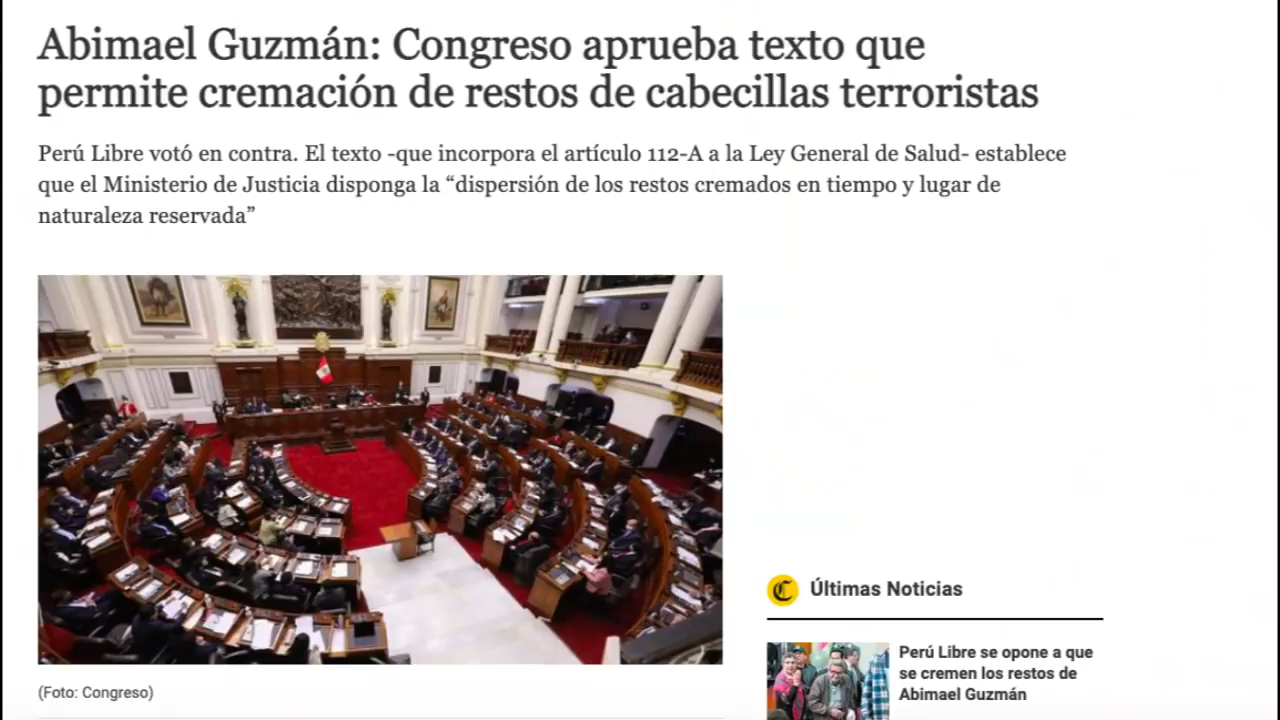 Abimael Guzmán: Congreso aprueba texto que
permite cremación de restos de cabecillas terroristas
Perú Libre votó en contra. El texto -que incorpora el artículo 112-A a la Ley General de Salud- establece
que el Ministerio de Justicia disponga la “dispersión de los restos cremados en tiempo y lugar de
naturaleza reservada”
(Foto: Congreso)
Últimas Noticias
Perú Libre se opone a que
se cremen los restos de
Abimael Guzmán